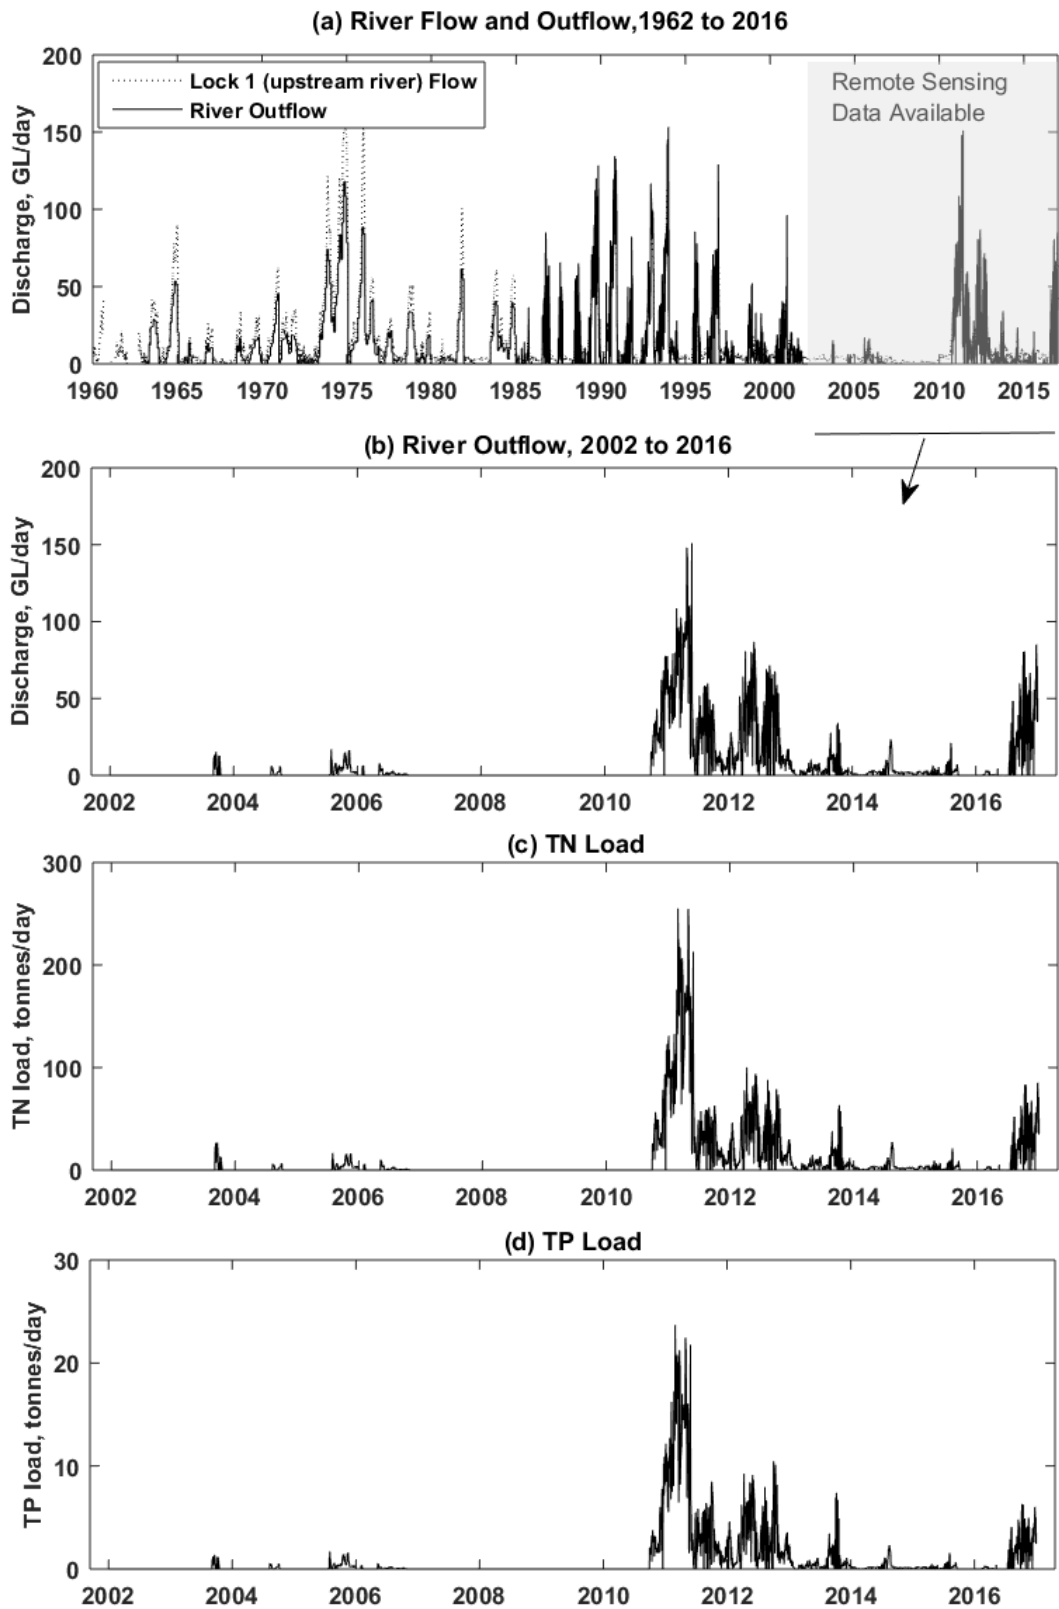 (a) River Flow and Outflow,1962 to 2016
200
150
100
50
0
Discharge, GL/day
Lock 1 (upstream river) Flow
River Outflow
Remote Sensing
Data Available
1960 1965 1970 1975 1980 1985 1990 1995 2000 2005 2010 2015
(b) River Outflow, 2002 to 2016
200
150
100
50
0
Discharge, GL/day
2002 2004 2006 2008 2010 2012 2014 2016
(c) TN Load
300
200
100
0
TN load, tonnes/day
2002 2004 2006 2008 2010 2012 2014 2016
(d) TP Load
30
20
10
0
TP load, tonnes/day
2002 2004 2006 2008 2010 2012 2014 2016